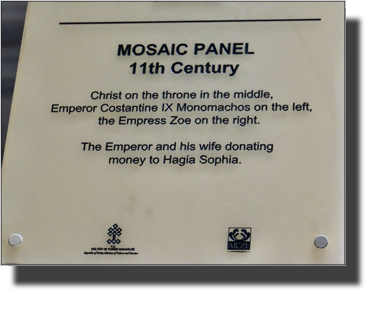 MOSAIC PANEL
11th Century
Christ on the throne in the middle,
Emperor Costantine IX Monomachos on the left,
the Empress Zoe on the right.
The Emperor and his wife donating
money to Hagia Sophia.